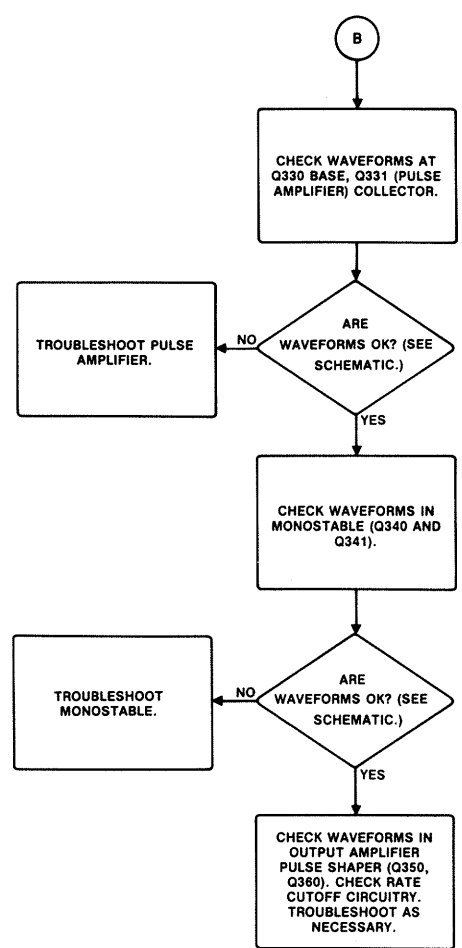 B
CHECK WAVEFORMS AT
Q330 BASE, Q331 (PULSE
AMPLIFIER) COLLECTOR.
ARE
WAVEFORMS OK? (SEE
SCHEMATIC.)
NO
TROUBLESHOOT PULSE
AMPLIFIER.
YES
CHECK WAVEFORMS IN
MONOSTABLE (Q340 AND
Q341).
ARE
WAVEFORMS OK? (SEE
SCHEMATIC.)
NO
TROUBLESHOOT
MONOSTABLE.
YES
CHECK WAVEFORMS IN
OUTPUT AMPLIFIER
PULSE SHAPER (Q350,
Q360). CHECK RATE
CUTOFF CIRCUITRY.
TROUBLESHOOT AS
NECESSARY.